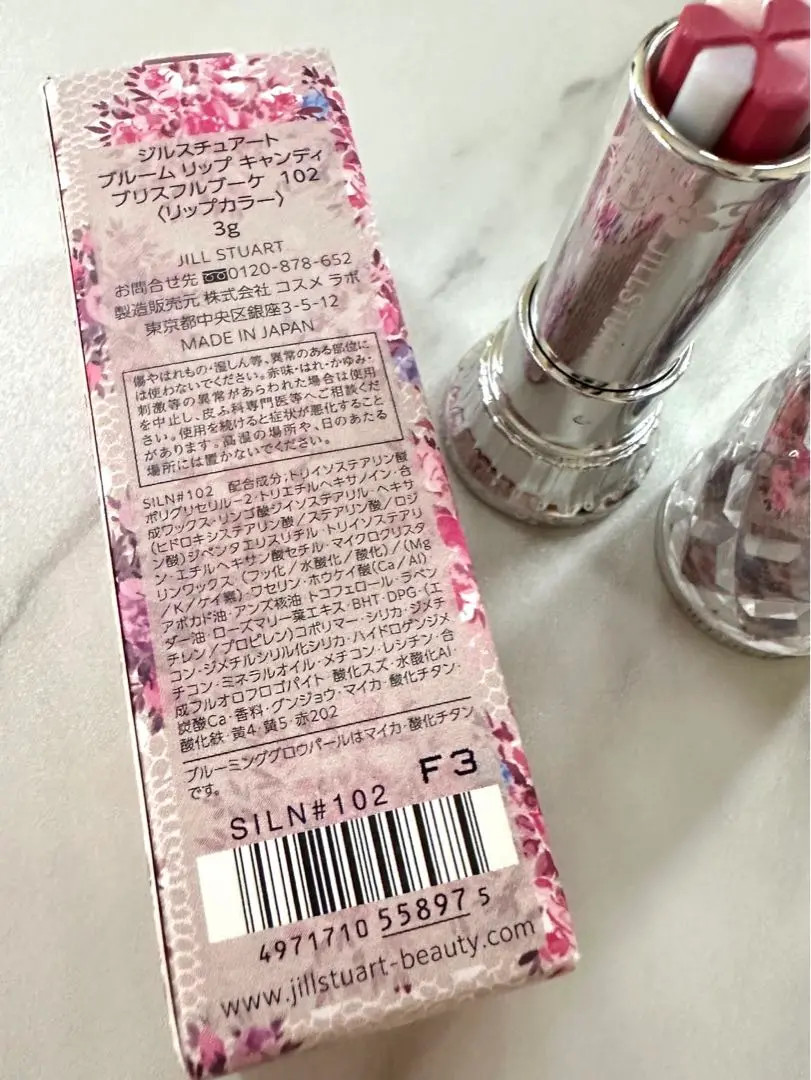 ジルスチュアート
ブルーム リップ キャンディ
ブリスフルブーケ 102
〈リップカラー〉
3g
JILL STUART
お問合せ先 0120-878-652
製造販売元 株式会社 コスメ ラボ
東京都中央区銀座3-5-12
MADE IN JAPAN
傷やはれもの・湿しん等、異常のある部位に
は使わないでください。赤味・はれ・かゆみ・
刺激等の異常があらわれた場合は使用
を中止し、皮ふ科専門医等へご相談くだ
さい。使用を続けると症状が悪化すること
があります。高湿の場所や、日のあたる
場所には置かないでください。
SILN#102 配合成分:トリイソステアリン酸
ポリグリセリル-2・トリエチルヘキサノイン・合
成ワックス・リンゴ酸ジイソステアリル・ヘキサ
(ヒドロキシステアリン酸/ステアリン酸/ロジ
ン酸)ジペンタエリスリチル・トリイソステアリ
ン・エチルヘキサン酸セチル・マイクロクリスタ
リンワックス・(フッ化/水酸化/酸化)/(Mg
/K/ケイ素)・ワセリン・ホウケイ酸(Ca/Al)・
アボカド油・アンズ核油・トコフェロール・ラベン
ダー油・ローズマリー葉エキス・BHT・DPG・(エ
チレン/プロピレン)コポリマー・シリカ・ジメチ
コン・ジメチルシリル化シリカ・ハイドロゲンジメ
チコン・ミネラルオイル・メチコン・レシチン・合
成フルオロフロゴパイト・酸化スズ・水酸化Al・
炭酸Ca・香料・グンジョウ・マイカ・酸化チタン・
酸化鉄・黄4・黄5・赤202
ブルーミンググロウパールはマイカ・酸化チタン
です。
F3
SILN#102
4971710 55897 5
www.jillstuart-beauty.com
JILL STUART